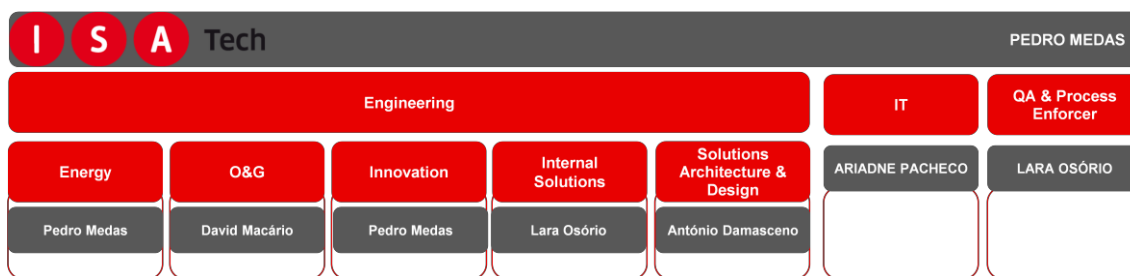 ISA Tech
PEDRO MEDAS
Engineering
IT
QA & Process
Enforcer
Energy
O&G
Innovation
Internal
Solutions
Solutions
Architecture &
Design
ARIADNE PACHECO
LARA OSÓRIO
Pedro Medas
David Macário
Pedro Medas
Lara Osório
António Damasceno